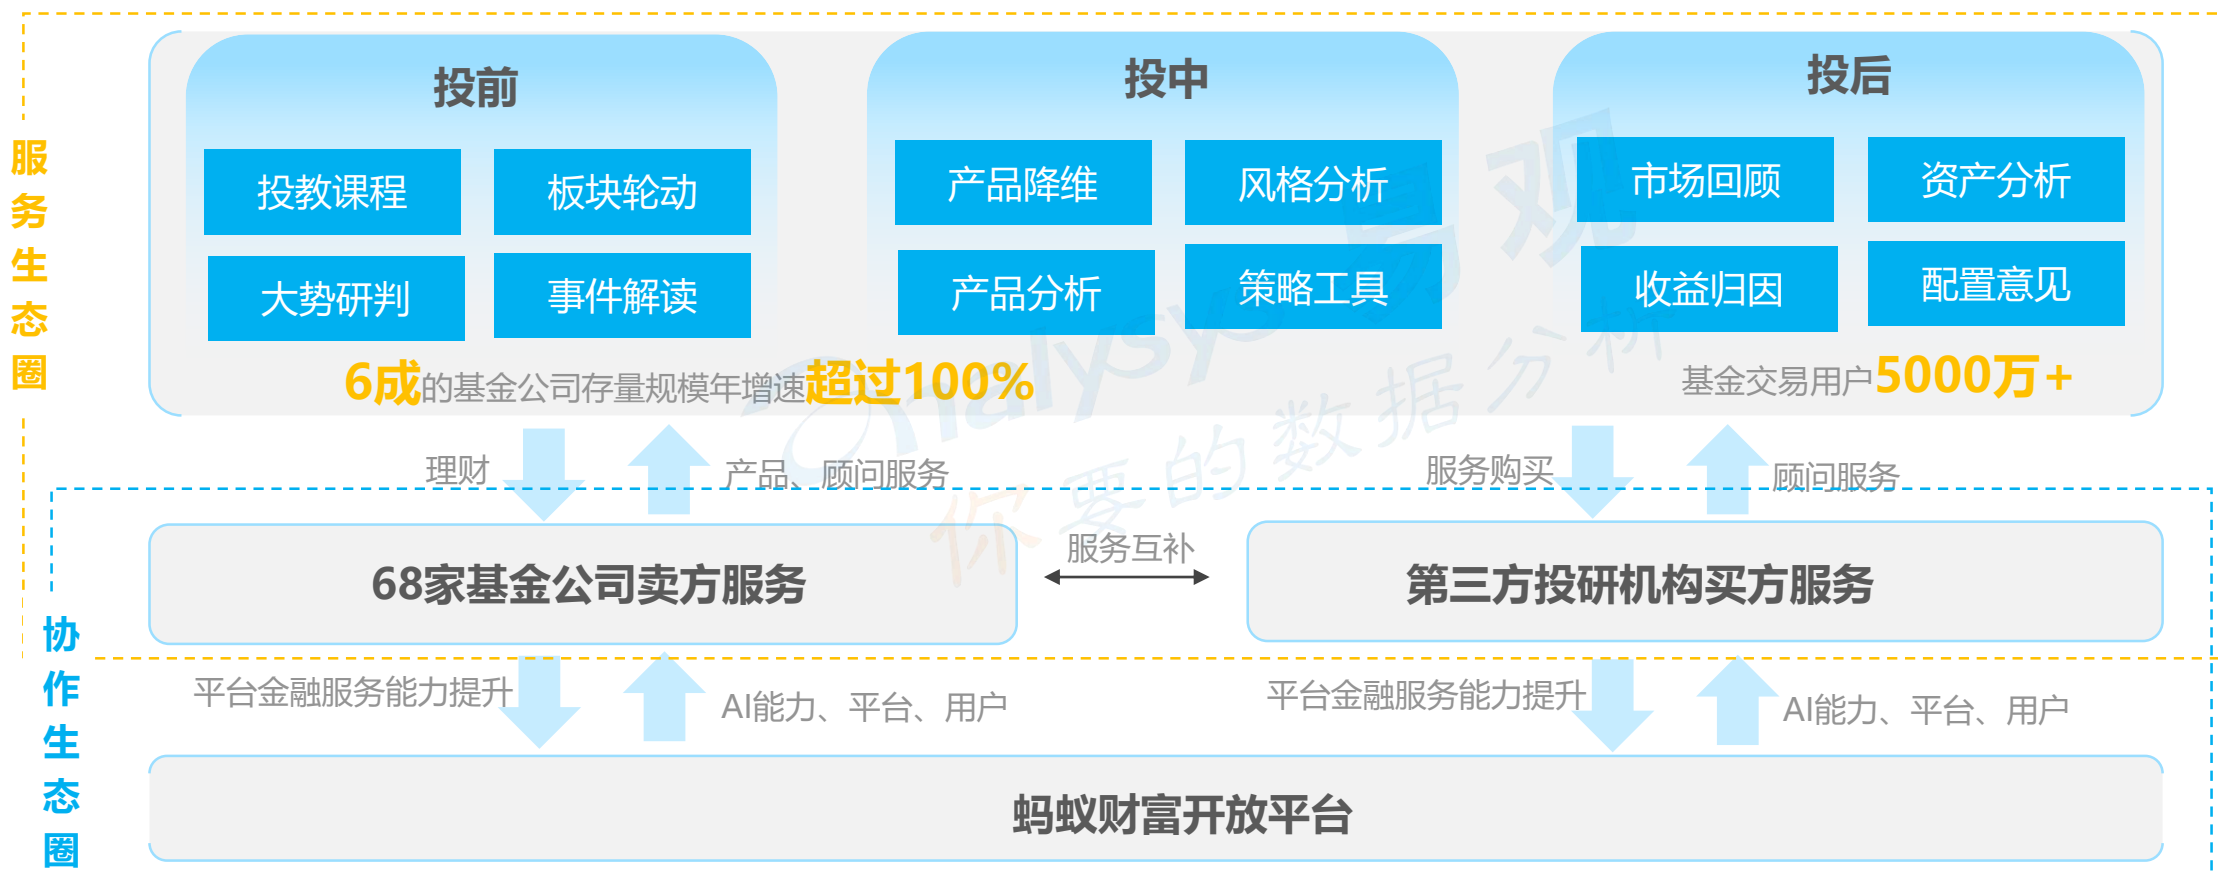 投前
投中
投后
投教课程
板块轮动
产品降维
风格分析
市场回顾
资产分析
大势研判
事件解读
产品分析
策略工具
收益归因
配置意见
6成的基金公司存量规模年增速超过100%
基金交易用户5000万+
服务生态圈
理财
产品、顾问服务
服务购买
顾问服务
68家基金公司卖方服务
服务互补
第三方投研机构买方服务
平台金融服务能力提升
AI能力、平台、用户
平台金融服务能力提升
AI能力、平台、用户
协作生态圈
蚂蚁财富开放平台
analysys 易观
你要的数据分析